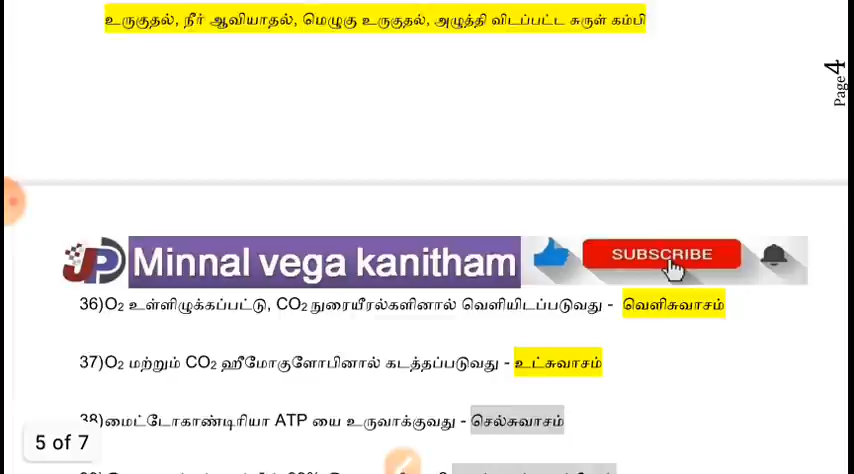 உருகுதல், நீர் ஆவியாதல், மெழுகு உருகுதல், அழுத்தி விடப்பட்ட சுருள் கம்பி
Page 4
JP Minnal vega kanitham SUBSCRIBE
36)O2 உள்ளிழுக்கப்பட்டு, CO2 நுரையீரல்களினால் வெளியிடப்படுவது - வெளிசுவாசம்
37)O2 மற்றும் CO2 ஹீமோகுளோபினால் கடத்தப்படுவது - உட்சுவாசம்
38)மைட்டோகாண்டிரியா ATP யை உருவாக்குவது - செல்சுவாசம்
5 of 7